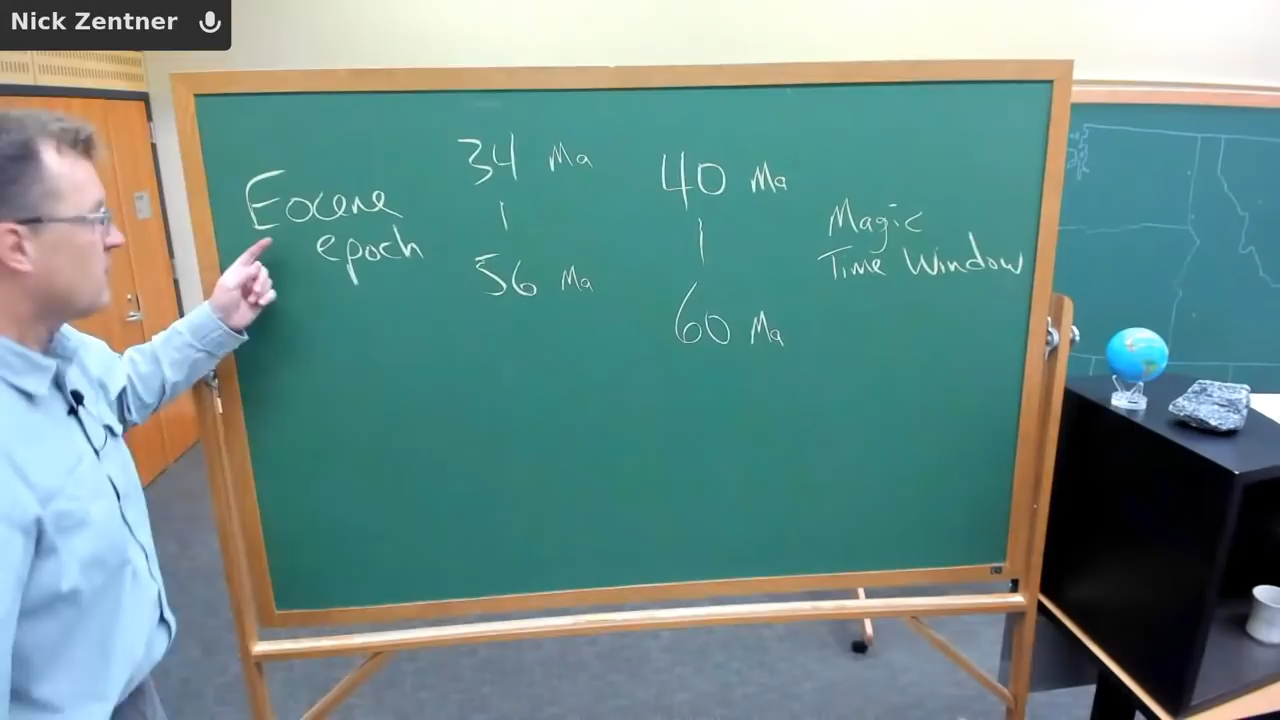 Nick Zentner
Eocene
epoch
34 Ma
|
56 Ma
40 Ma
|
60 Ma
Magic
Time Window